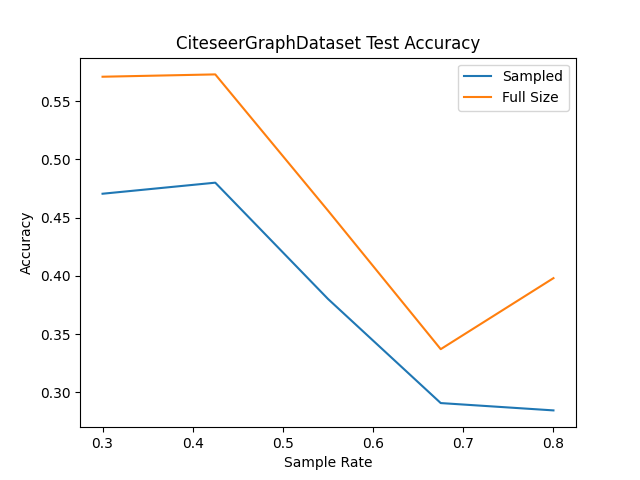 CiteseerGraphDataset Test Accuracy
Sampled
Full Size
0.55
0.50
0.45
0.40
0.35
0.30
Accuracy
0.3 0.4 0.5 0.6 0.7 0.8
Sample Rate